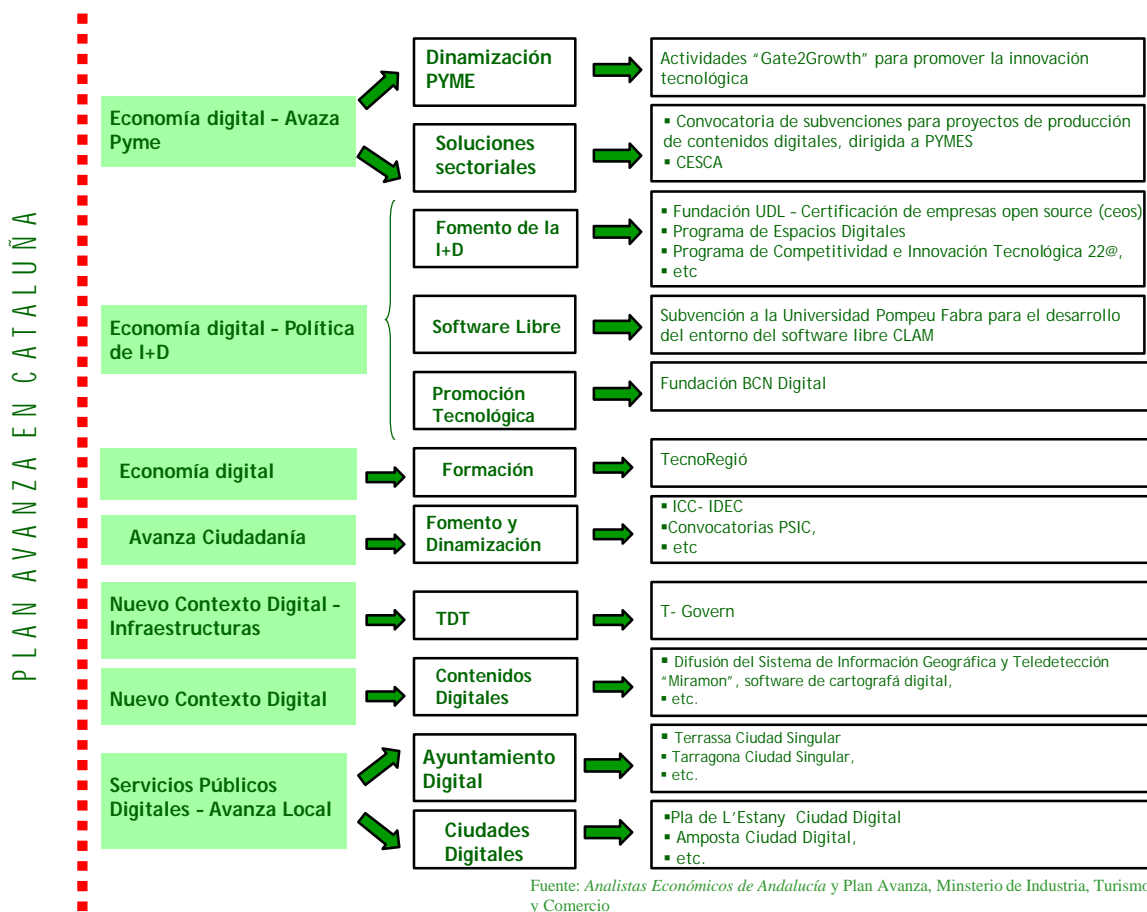 PLAN AVANZA EN CATALUÑA
Economía digital – Avaza
Pyme
Dinamización
PYME
Actividades “Gate2Growth” para promover la innovación
tecnológica
Soluciones
sectoriales
▪ Convocatoria de subvenciones para proyectos de producción
de contenidos digitales, dirigida a PYMES
▪ CESCA
Economía digital – Política
de I+D
Fomento de la
I+D
▪ Fundación UDL – Certificación de empresas open source (ceos)
▪ Programa de Espacios Digitales
▪ Programa de Competitividad e Innovación Tecnológica 22@,
▪ etc
Software Libre
Subvención a la Universidad Pompeu Fabra para el desarrollo
del entorno del software libre CLAM
Promoción
Tecnológica
Fundación BCN Digital
Economía digital
Formación
TecnoRegió
Avanza Ciudadanía
Fomento y
Dinamización
▪ ICC- IDEC
▪Convocatorias PSIC,
▪ etc
Nuevo Contexto Digital –
Infraestructuras
TDT
T- Govern
Nuevo Contexto Digital
Contenidos
Digitales
▪ Difusión del Sistema de Información Geográfica y Teledetección
“Miramon”, software de cartografá digital,
▪ etc.
Servicios Públicos
Digitales – Avanza Local
Ayuntamiento
Digital
▪ Terrassa Ciudad Singular
▪ Tarragona Ciudad Singular,
▪ etc.
Ciudades
Digitales
▪Pla de L’Estany Ciudad Digital
▪ Amposta Ciudad Digital,
▪ etc.
Fuente: Analistas Económicos de Andalucía y Plan Avanza, Minsterio de Industria, Turismo
y Comercio